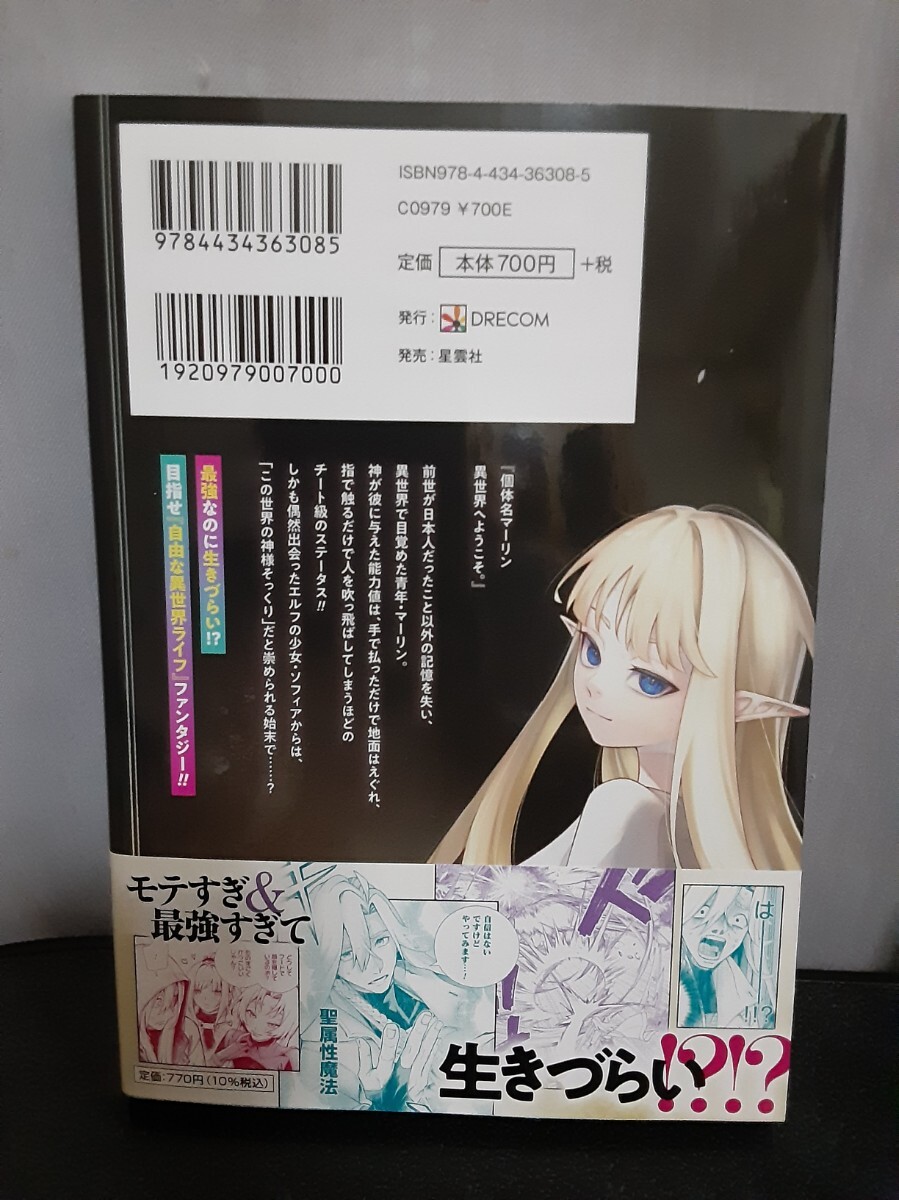 ISBN978-4-434-36308-5
C0979 ¥700E
9784434363085
定価 本体700円 +税
発行: DRECOM
発売: 星雲社
1920979007000
『個体名マーリン
異世界へようこそ。』
前世が日本人だったこと以外の記憶を失い、
異世界で目覚めた青年・マーリン。
神が彼に与えた能力値は、手で払っただけで地面はえぐれ、
指で触るだけで人を吹っ飛ばしてしまうほどの
チート級のステータス!!
しかも偶然出会ったエルフの少女・ソフィアからは、
「この世界の神様そっくり」だと崇められる始末で……?
最強なのに生きづらい!?
目指せ『自由な異世界ライフ』ファンタジー!!
モテすぎ&
最強すぎて
自信はない
ですけど
やってみます…!
聖属性魔法
ド
はーー
!!?
生きづらい!?!?
定価:770円(10%税込)